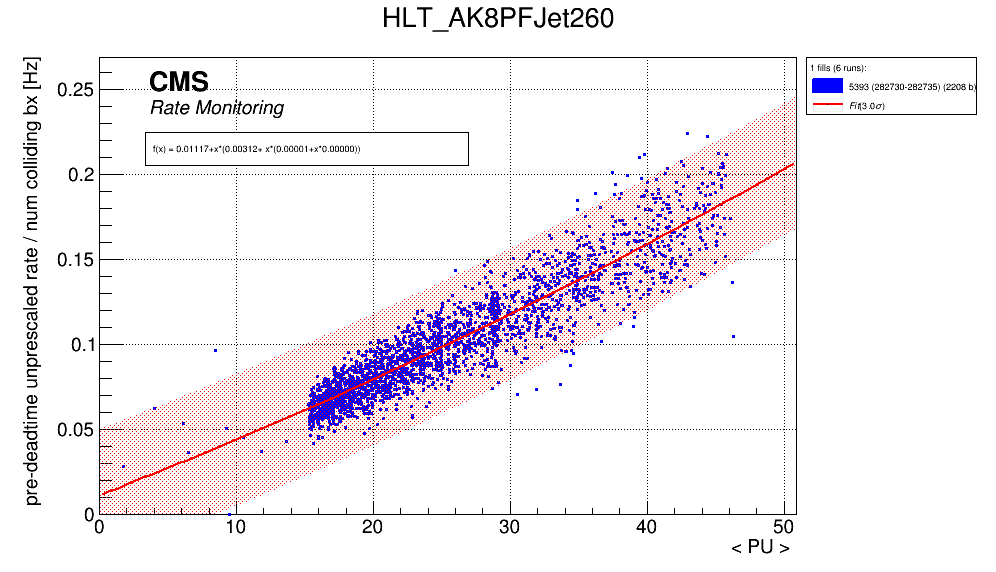 HLT_AK8PFJet260
pre-deadtime unprescaled rate / num colliding bx [Hz]
CMS
Rate Monitoring
f(x) = 0.01117+x*(0.00312+ x*(0.00001+x*0.00000))
0.25
0.2
0.15
0.1
0.05
0
0 10 20 30 40 50
< PU >
1 fills (6 runs):
5393 (282730-282735) (2208 b)
Fit(3.0σ)